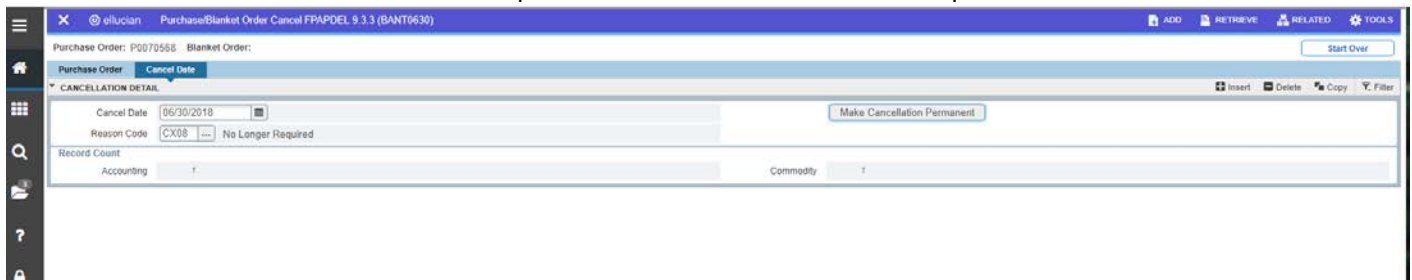 ellucian Purchase/Blanket Order Cancel FPAPDEL 9.3.3 (BANT0630) ADD RETRIEVE RELATED TOOLS
Purchase Order: P0070568 Blanket Order: Start Over
Purchase Order Cancel Date
CANCELLATION DETAIL Insert Delete Copy Filter
Cancel Date 06/30/2018 Make Cancellation Permanent
Reason Code CX08 ... No Longer Required
Record Count
Accounting Commodity
3
?